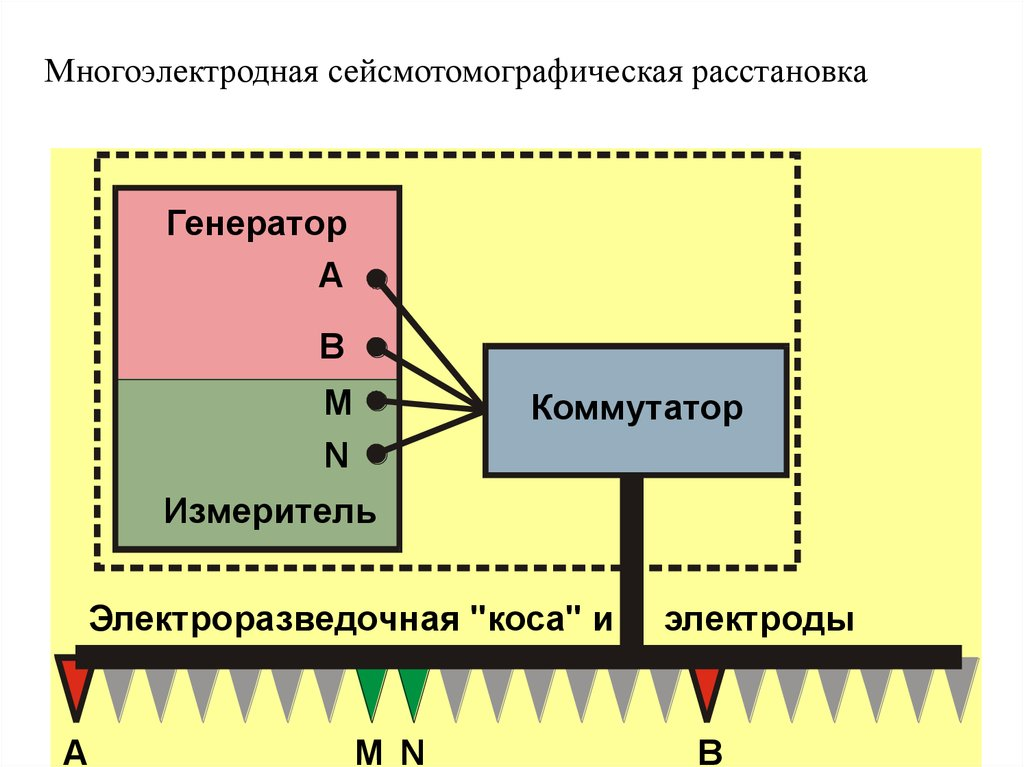 Многоэлектродная сейсмотомографическая расстановка
Генератор
A
B
M
N
Измеритель
Коммутатор
Электроразведочная "коса" и электроды
A M N B